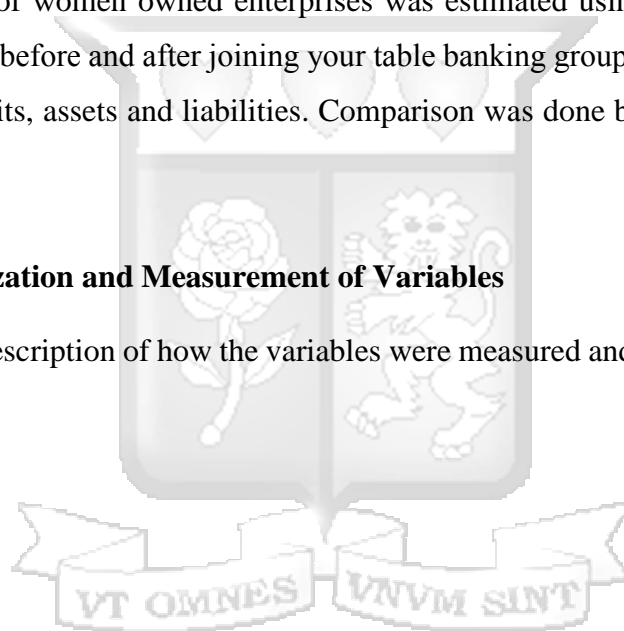 of women owned enterprises was estimated using
before and after joining your table banking group
its, assets and liabilities. Comparison was done b
zation and Measurement of Variables
escription of how the variables were measured and
VT OMNES VNVM SINT